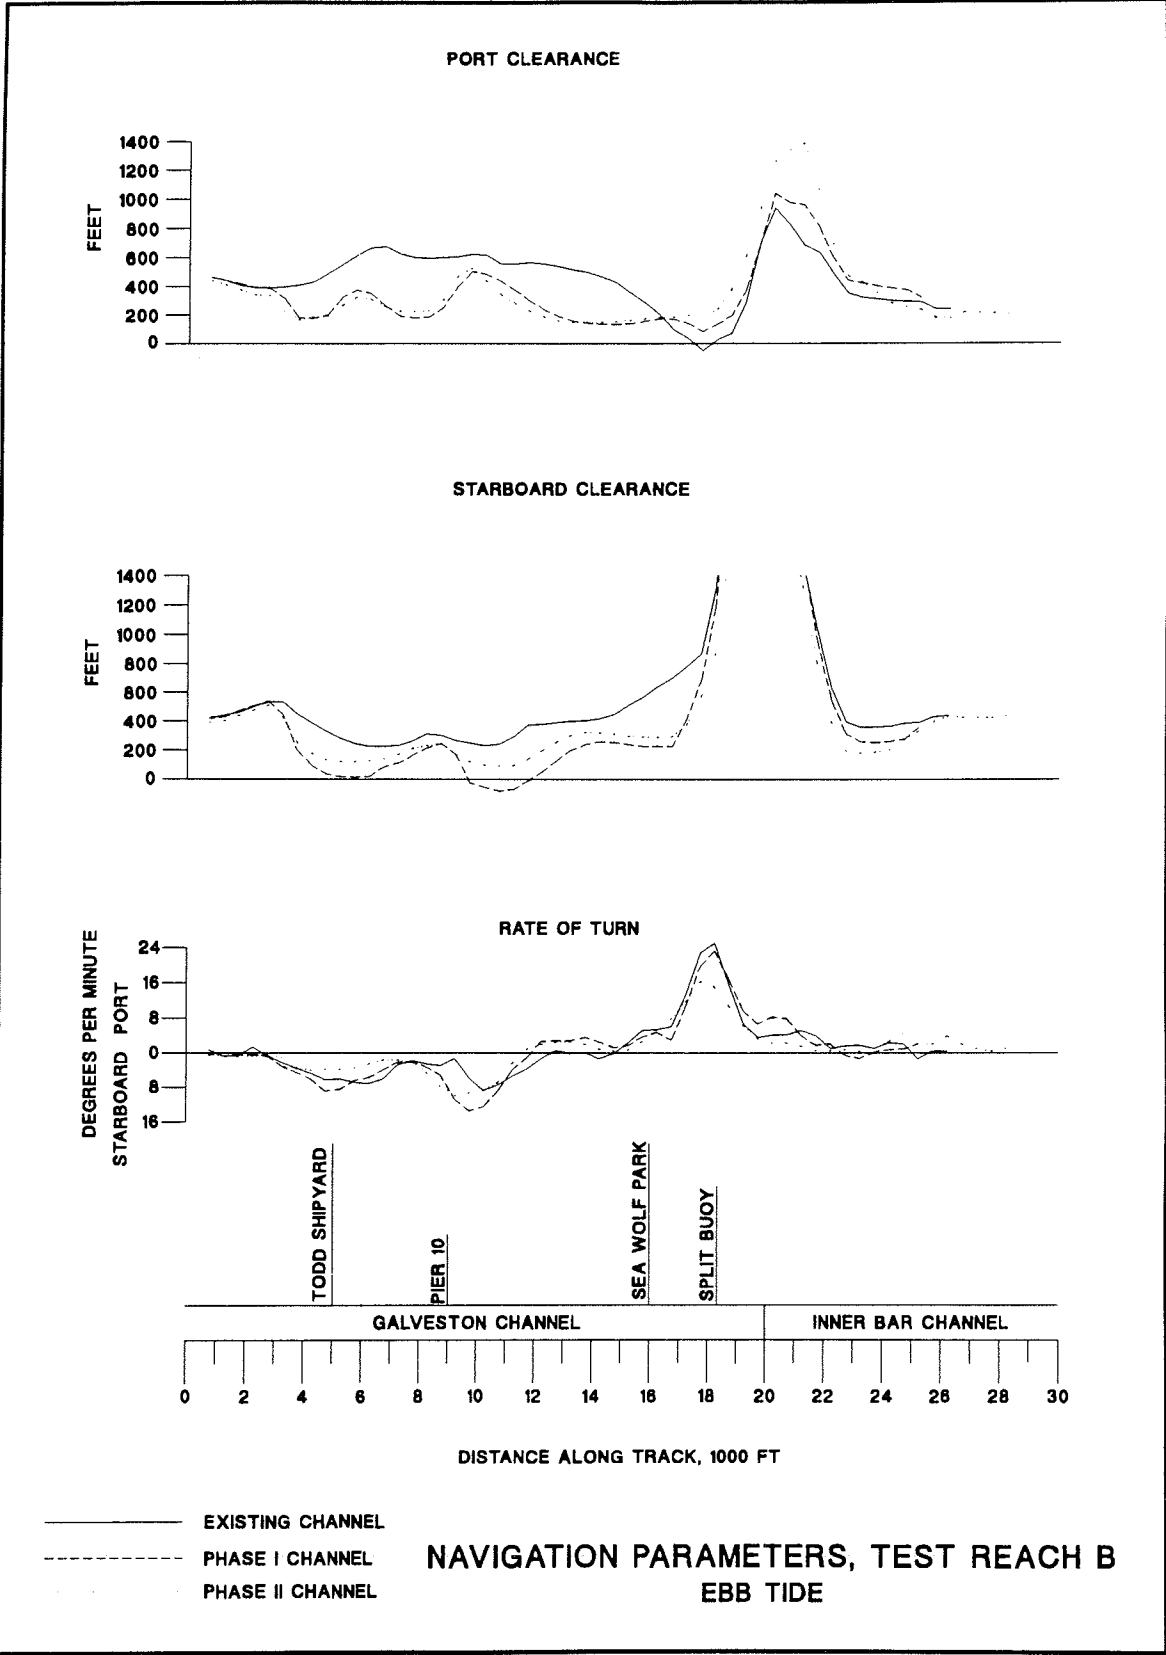 PORT CLEARANCE
1400
1200
1000
800
600
400
200
0
FEET
STARBOARD CLEARANCE
1400
1200
1000
800
600
400
200
0
FEET
RATE OF TURN
24
16
8
0
8
16
DEGREES PER MINUTE
STARBOARD PORT
TODD SHIPYARD
PIER 10
SEA WOLF PARK
SPLIT BUOY
GALVESTON CHANNEL
INNER BAR CHANNEL
0 2 4 6 8 10 12 14 16 18 20 22 24 26 28 30
DISTANCE ALONG TRACK, 1000 FT
EXISTING CHANNEL
PHASE I CHANNEL
PHASE II CHANNEL
NAVIGATION PARAMETERS, TEST REACH B
EBB TIDE